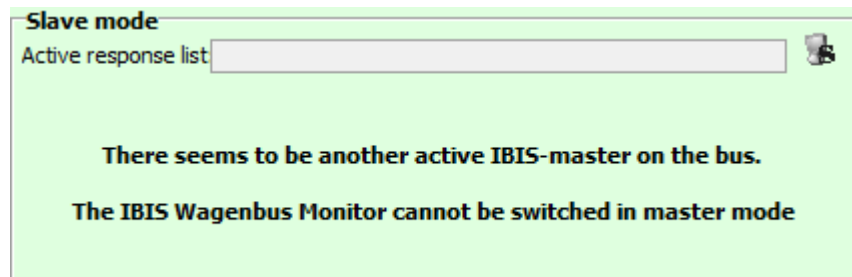 Slave mode
Active response list
There seems to be another active IBIS-master on the bus.
The IBIS Wagenbus Monitor cannot be switched in master mode